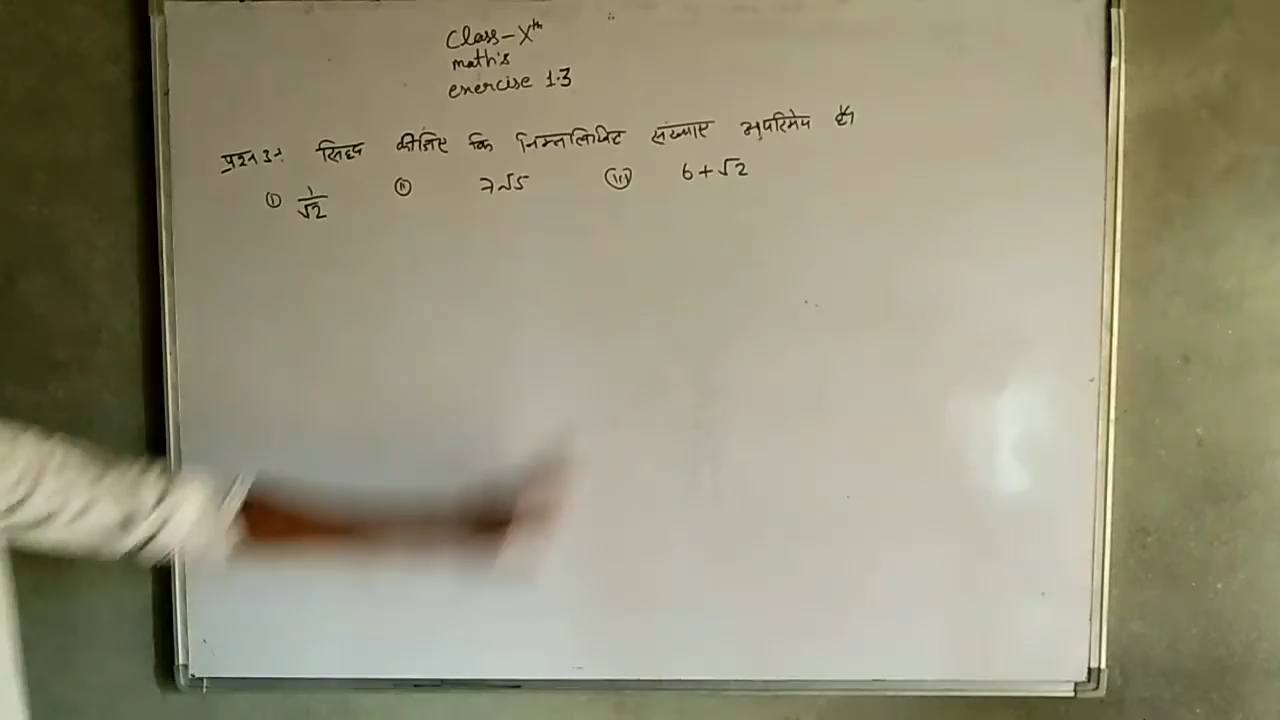 Class-Xth
math's
exercise 1.3
प्रश्न 3: सिद्ध कीजिए कि निम्नलिखित संख्याएं अपरिमेय हैं।
(i) 1/√2 (ii) 7√5 (iii) 6+√2